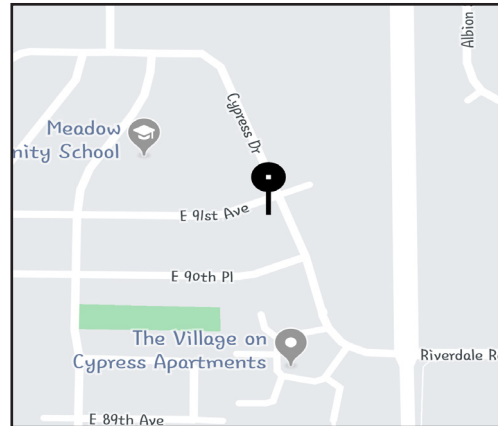 Albion
Cypress Dr
Meadow
nity School
E 91st Ave
E 90th Pl
The Village on
Cypress Apartments
Riverdale R
E 89th Ave